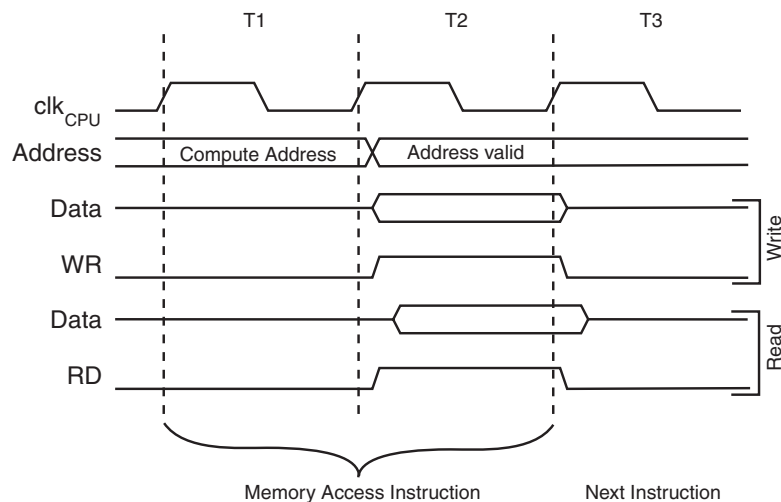 T1 T2 T3
clkCPU
Address Compute Address Address valid
Data
WR
Write
Data
RD
Read
Memory Access Instruction Next Instruction